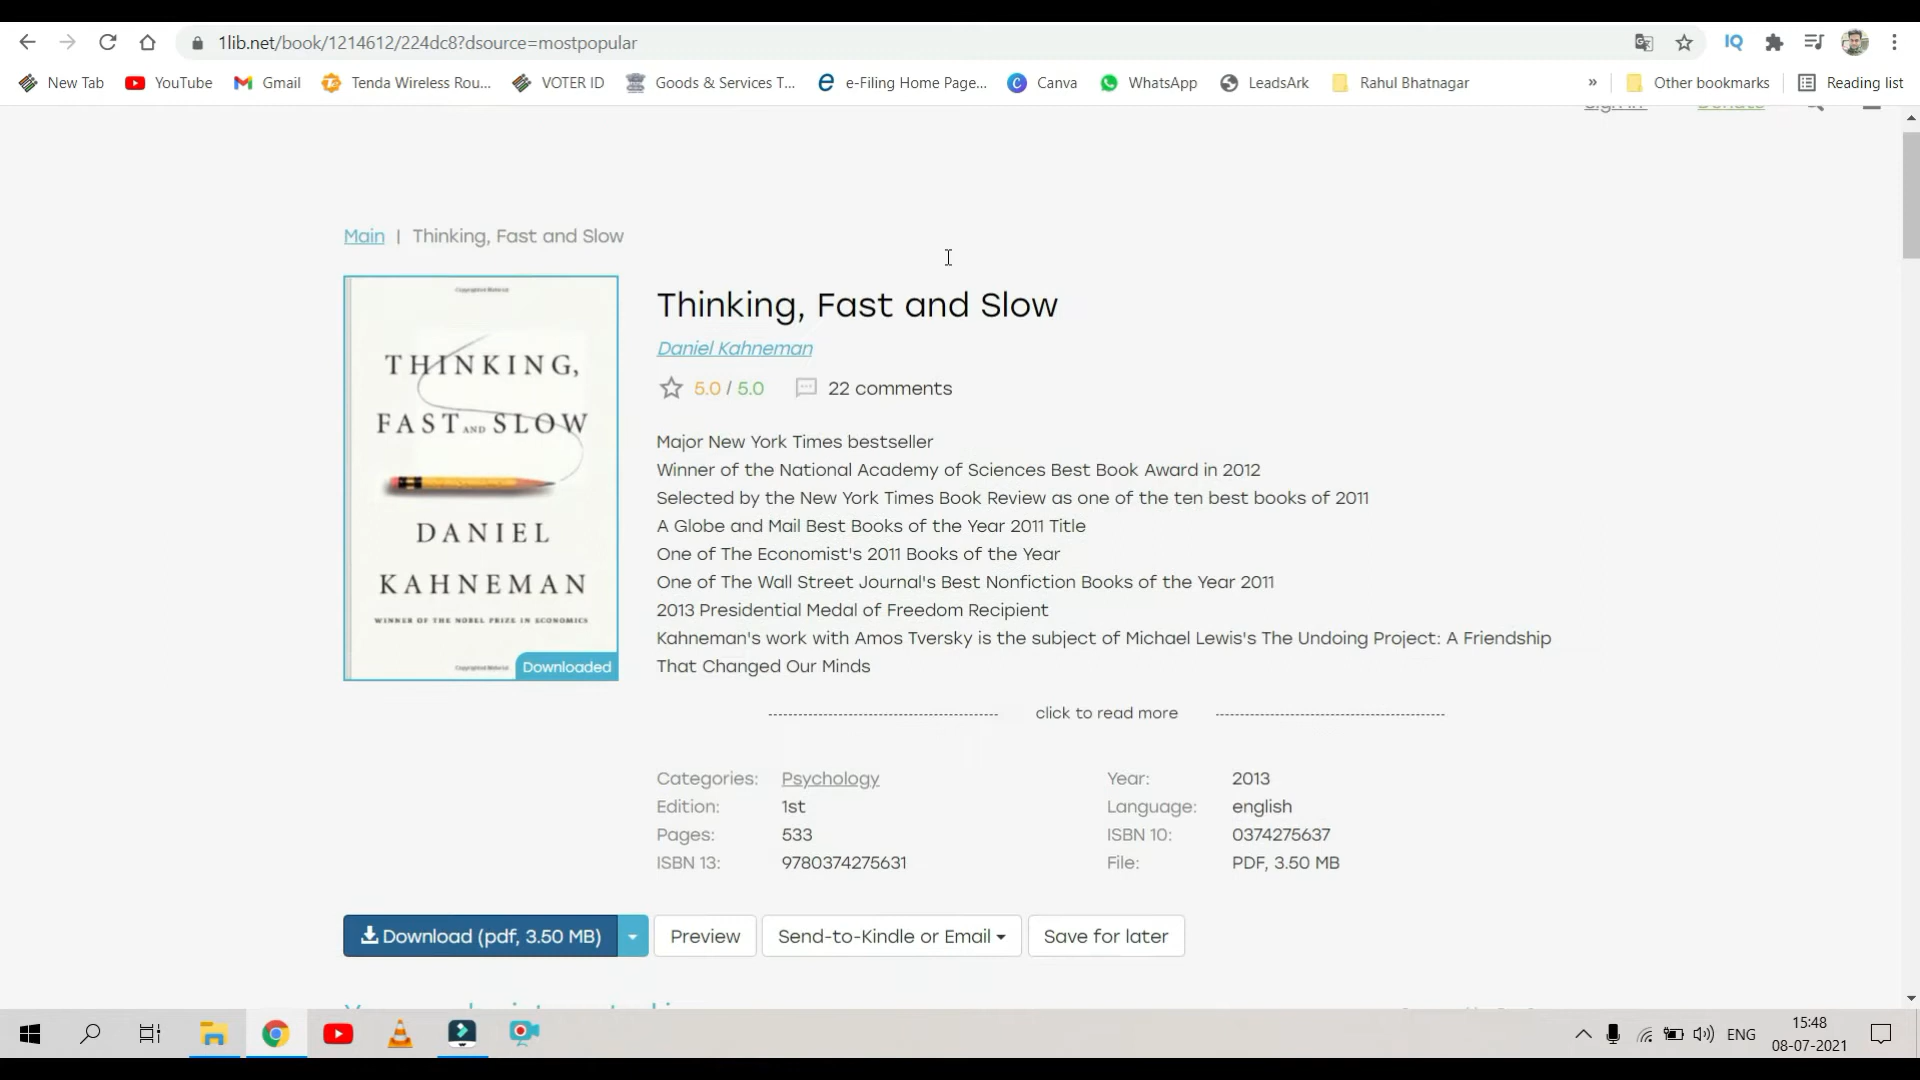 1lib.net/book/1214612/224dc8?dsource=mostpopular
IQ
New Tab YouTube Gmail Tenda Wireless Rou... VOTER ID Goods & Services T... e-Filing Home Page... Canva WhatsApp LeadsArk Rahul Bhatnagar » Other bookmarks Reading list
Sign in Donate
Main | Thinking, Fast and Slow
Copyrighted Material
THINKING,
FAST AND SLOW
DANIEL
KAHNEMAN
WINNER OF THE NOBEL PRIZE IN ECONOMICS
Copyrighted Material
Downloaded
Thinking, Fast and Slow
Daniel Kahneman
5.0 / 5.0 22 comments
Major New York Times bestseller
Winner of the National Academy of Sciences Best Book Award in 2012
Selected by the New York Times Book Review as one of the ten best books of 2011
A Globe and Mail Best Books of the Year 2011 Title
One of The Economist's 2011 Books of the Year
One of The Wall Street Journal's Best Nonfiction Books of the Year 2011
2013 Presidential Medal of Freedom Recipient
Kahneman's work with Amos Tversky is the subject of Michael Lewis's The Undoing Project: A Friendship
That Changed Our Minds
click to read more
Categories: Psychology Year: 2013
Edition: 1st Language: english
Pages: 533 ISBN 10: 0374275637
ISBN 13: 9780374275631 File: PDF, 3.50 MB
Download (pdf, 3.50 MB) Preview Send-to-Kindle or Email Save for later
ENG
15:48
08-07-2021